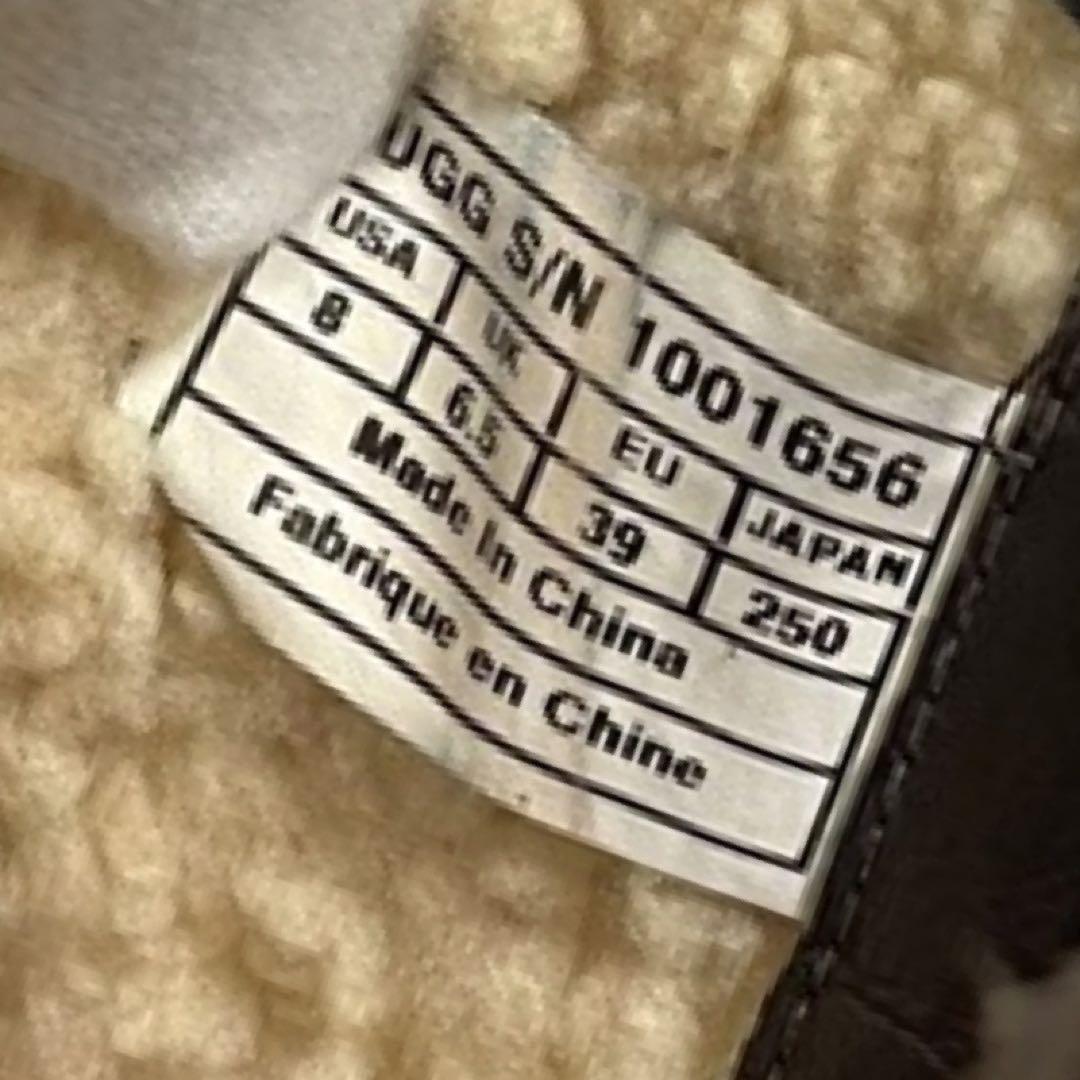 UGG S/N 1001656
USA UK EU JAPAN
8 6.5 39 250
Made In China
Fabrique en Chine